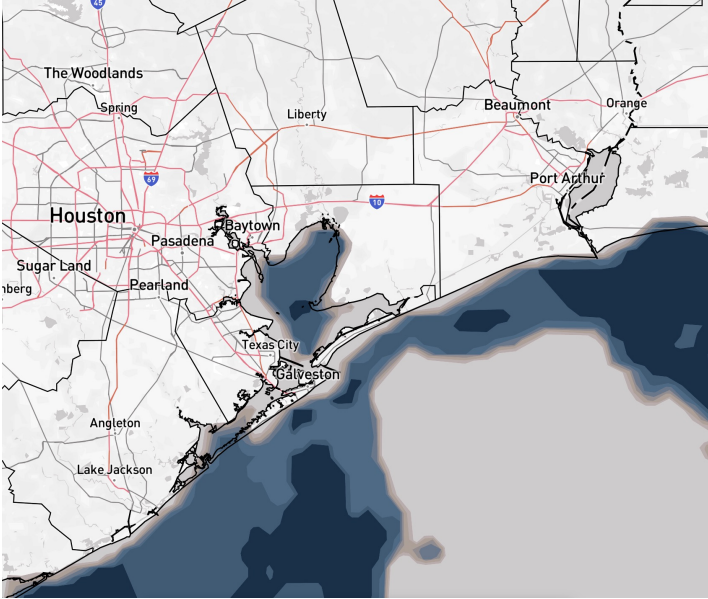 45
The Woodlands
Spring
Liberty
Beaumont
Orange
69
Port Arthur
10
Houston
Baytown
Pasadena
Sugar Land
nberg
Pearland
Texas City
Galveston
Angleton
Lake Jackson